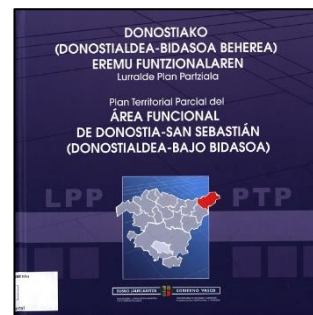 DONOSTIAKO
(DONOSTIALDEA-BIDASOA BEHEREA)
EREMU FUNTZIONALAREN
Lurralde Plan Partziala
Plan Territorial Parcial del
ÁREA FUNCIONAL
DE DONOSTIA-SAN SEBASTIÁN
(DONOSTIALDEA-BAJO BIDASOA)
LPP PTP
EUSKO JAURLARITZA GOBIERNO VASCO